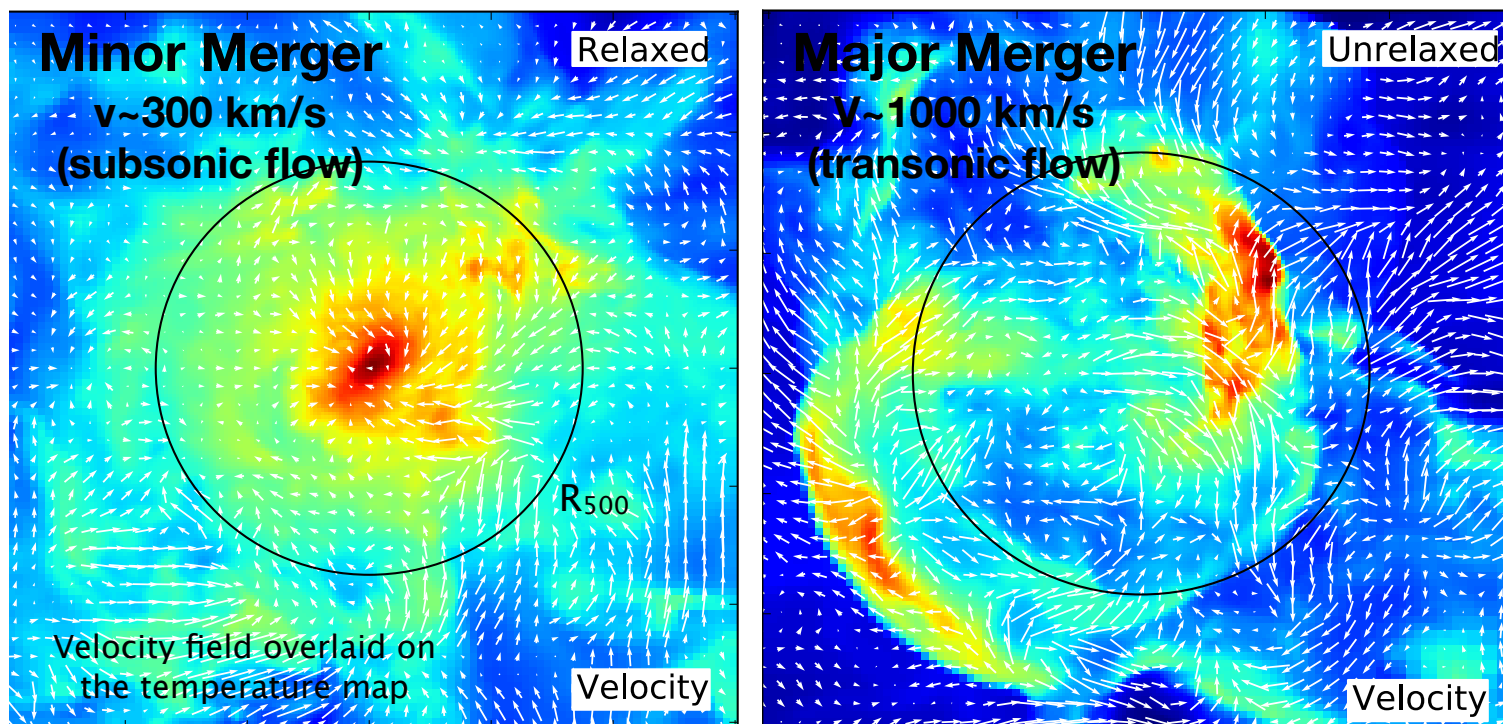 Minor Merger
Relaxed
v~300 km/s
(subsonic flow)
R500
Velocity field overlaid on
the temperature map
Velocity
Major Merger
Unrelaxed
V~1000 km/s
(transonic flow)
Velocity